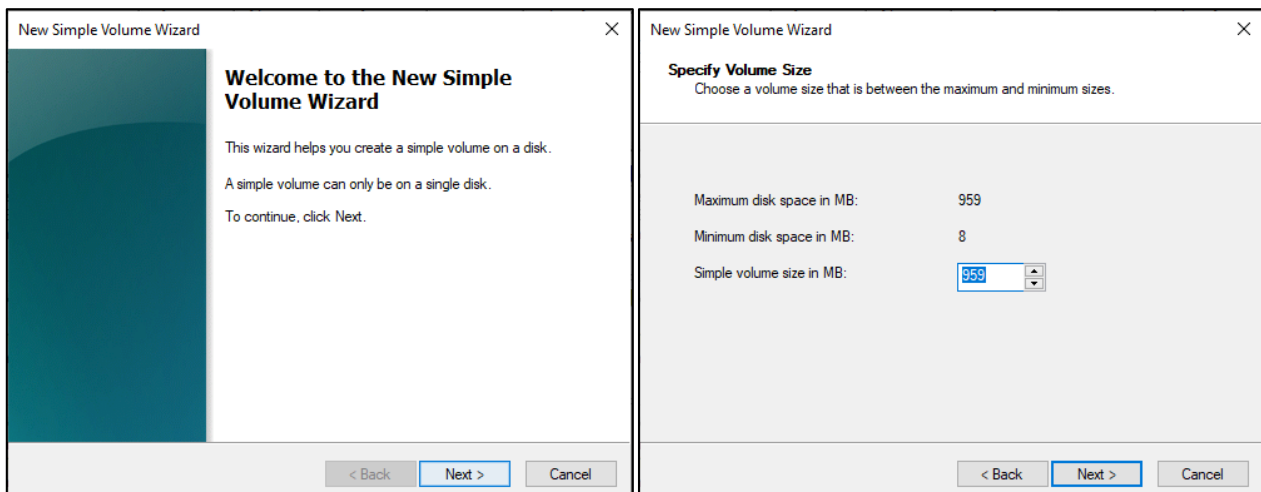 New Simple Volume Wizard
Welcome to the New Simple
Volume Wizard
This wizard helps you create a simple volume on a disk.
A simple volume can only be on a single disk.
To continue, click Next.
< Back
Next >
Cancel
New Simple Volume Wizard
Specify Volume Size
Choose a volume size that is between the maximum and minimum sizes.
Maximum disk space in MB: 959
Minimum disk space in MB: 8
Simple volume size in MB: 959
< Back
Next >
Cancel